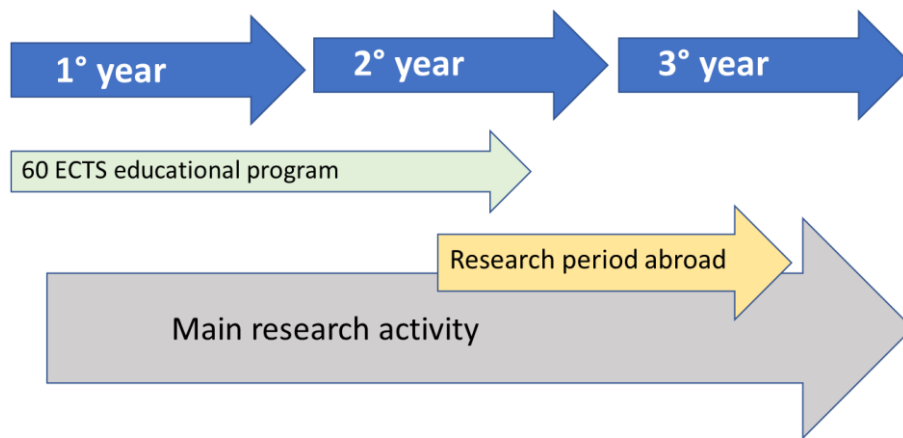 1° year
2° year
3° year
60 ECTS educational program
Research period abroad
Main research activity